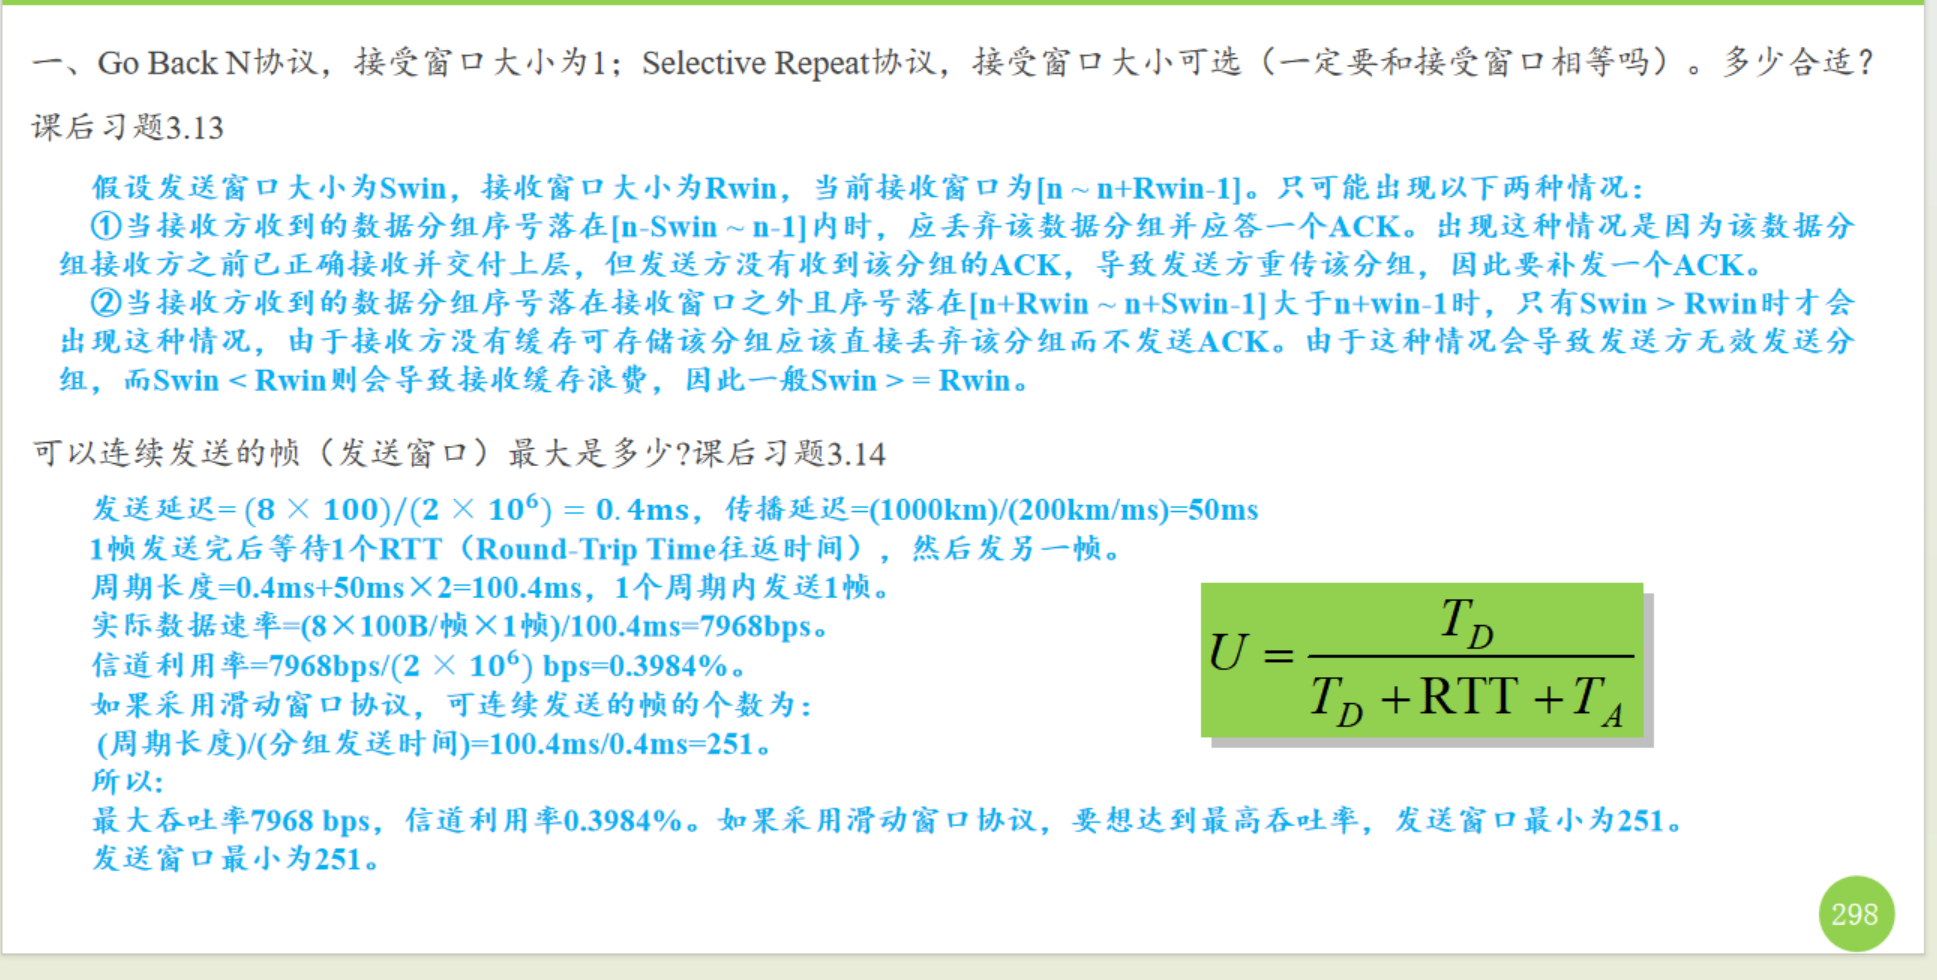 一、Go Back N协议，接受窗口大小为1；Selective Repeat协议，接受窗口大小可选（一定要和接受窗口相等吗）。多少合适？
课后习题3.13
假设发送窗口大小为Swin，接收窗口大小为Rwin，当前接收窗口为[n ~ n+Rwin-1]。只可能出现以下两种情况：
①当接收方收到的数据分组序号落在[n-Swin ~ n-1]内时，应丢弃该数据分组并应答一个ACK。出现这种情况是因为该数据分
组接收方之前已正确接收并交付上层，但发送方没有收到该分组的ACK，导致发送方重传该分组，因此要补发一个ACK。
②当接收方收到的数据分组序号落在接收窗口之外且序号落在[n+Rwin ~ n+Swin-1]大于n+win-1时，只有Swin > Rwin时才会
出现这种情况，由于接收方没有缓存可存储该分组应该直接丢弃该分组而不发送ACK。由于这种情况会导致发送方无效发送分
组，而Swin < Rwin则会导致接收缓存浪费，因此一般Swin > = Rwin。
可以连续发送的帧（发送窗口）最大是多少?课后习题3.14
发送延迟= (8 × 100)/(2 × 10⁶) = 0.4ms，传播延迟=(1000km)/(200km/ms)=50ms
1帧发送完后等待1个RTT（Round-Trip Time往返时间），然后发另一帧。
周期长度=0.4ms+50ms×2=100.4ms，1个周期内发送1帧。
实际数据速率=(8×100B/帧×1帧)/100.4ms=7968bps。
信道利用率=7968bps/(2 × 10⁶) bps=0.3984%。
如果采用滑动窗口协议，可连续发送的帧的个数为：
(周期长度)/(分组发送时间)=100.4ms/0.4ms=251。
所以:
最大吞吐率7968 bps，信道利用率0.3984%。如果采用滑动窗口协议，要想达到最高吞吐率，发送窗口最小为251。
发送窗口最小为251。
U = T_D / (T_D + RTT + T_A)
298